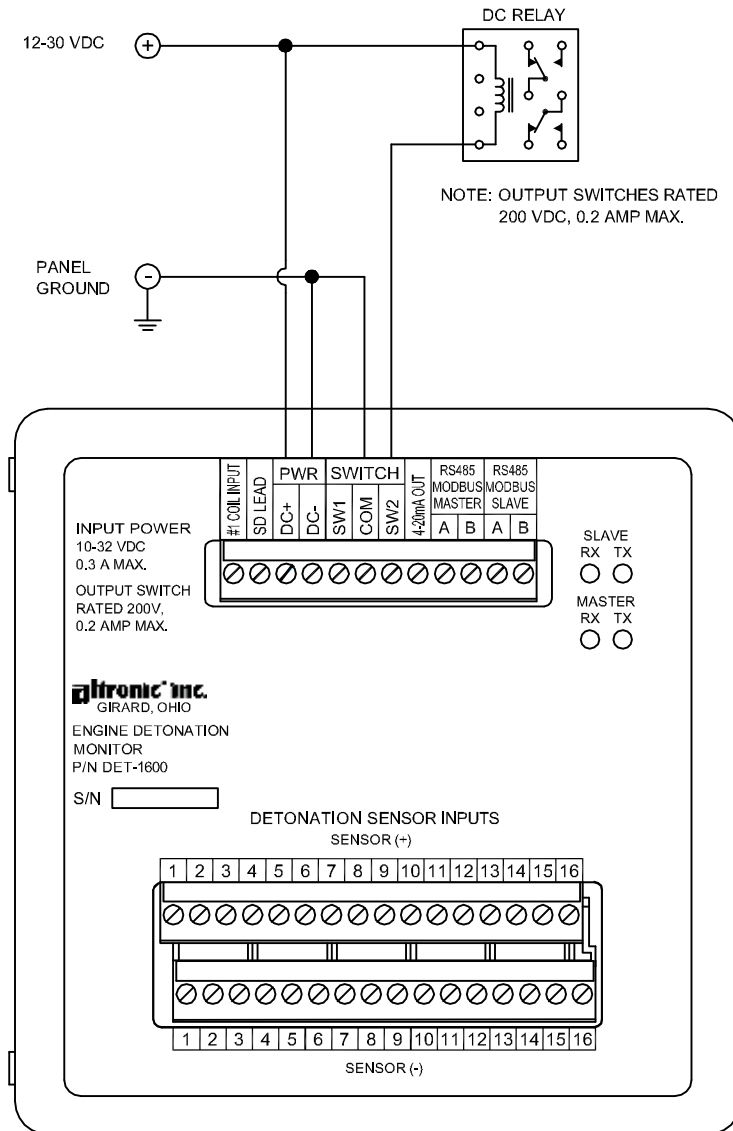 DC RELAY
12-30 VDC
+
NOTE: OUTPUT SWITCHES RATED
200 VDC, 0.2 AMP MAX.
PANEL
GROUND
-
#1 COIL INPUT
SD LEAD
PWR
DC+
DC-
SWITCH
SW1
COM
SW2
4-20mA OUT
RS485
MODBUS
MASTER
A B
RS485
MODBUS
SLAVE
A B
INPUT POWER
10-32 VDC
0.3 A MAX.
OUTPUT SWITCH
RATED 200V,
0.2 AMP MAX.
SLAVE
RX TX
MASTER
RX TX
altronic inc.
GIRARD, OHIO
ENGINE DETONATION
MONITOR
P/N DET-1600
S/N
DETONATION SENSOR INPUTS
SENSOR (+)
1 2 3 4 5 6 7 8 9 10 11 12 13 14 15 16
1 2 3 4 5 6 7 8 9 10 11 12 13 14 15 16
SENSOR (-)